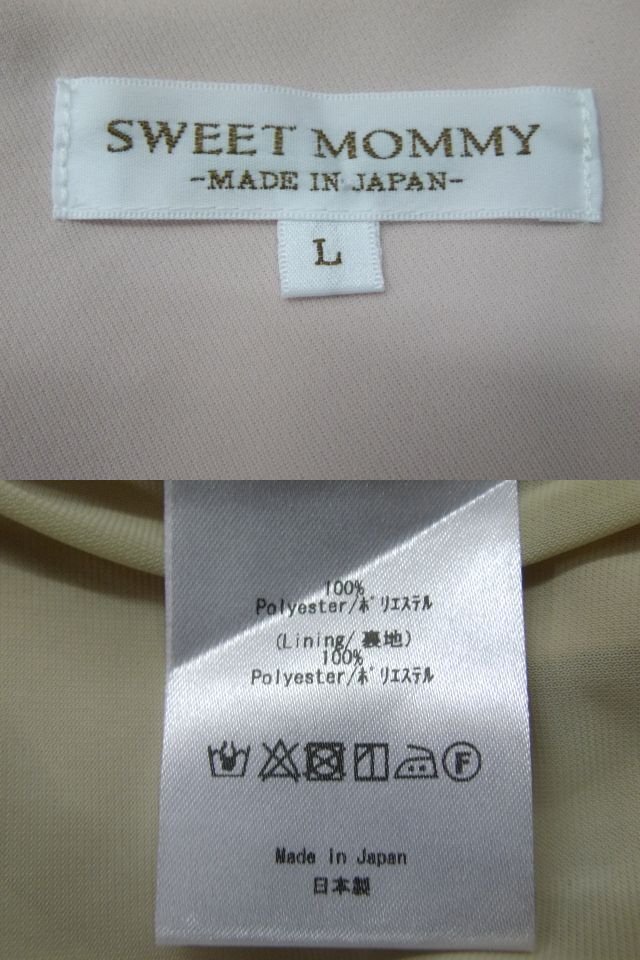 SWEET MOMMY
-MADE IN JAPAN-
L
100%
Polyester/ポリエステル
(Lining/裏地)
100%
Polyester/ポリエステル
F
Made in Japan
日本製